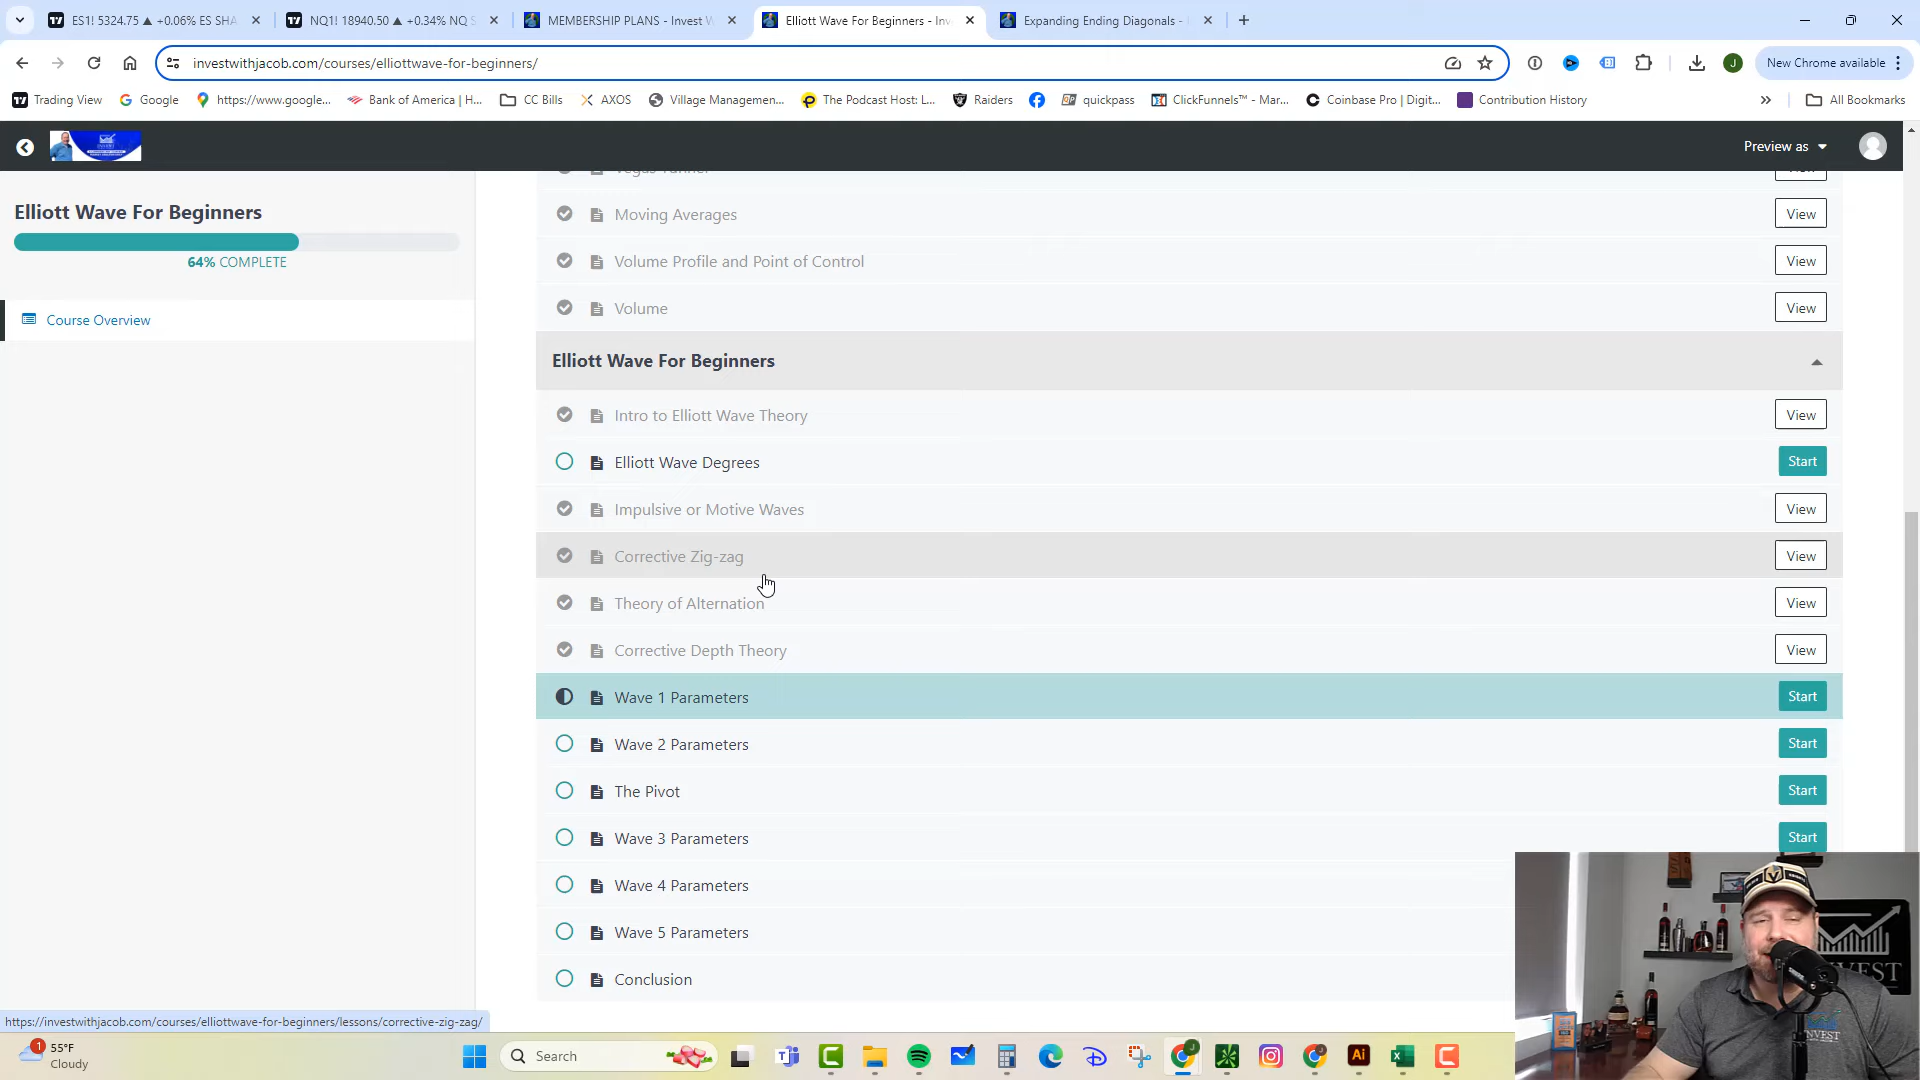 ES1! 5324.75 ▲ +0.06% ES SHA
NQ1! 18940.50 ▲ +0.34% NQ S
MEMBERSHIP PLANS - Invest W
Elliott Wave For Beginners - Inv
Expanding Ending Diagonals -
investwithjacob.com/courses/elliottwave-for-beginners/
New Chrome available
Trading View
Google
https://www.google...
Bank of America | H...
CC Bills
AXOS
Village Managemen...
The Podcast Host: L...
Raiders
quickpass
ClickFunnels™ - Mar...
Coinbase Pro | Digit...
Contribution History
All Bookmarks
Preview as
Elliott Wave For Beginners
64% COMPLETE
Course Overview
Moving Averages
View
Volume Profile and Point of Control
View
Volume
View
Elliott Wave For Beginners
Intro to Elliott Wave Theory
View
Elliott Wave Degrees
Start
Impulsive or Motive Waves
View
Corrective Zig-zag
View
Theory of Alternation
View
Corrective Depth Theory
View
Wave 1 Parameters
Start
Wave 2 Parameters
Start
The Pivot
Start
Wave 3 Parameters
Start
Wave 4 Parameters
Wave 5 Parameters
Conclusion
https://investwithjacob.com/courses/elliottwave-for-beginners/lessons/corrective-zig-zag/
1
55°F
Cloudy
Search